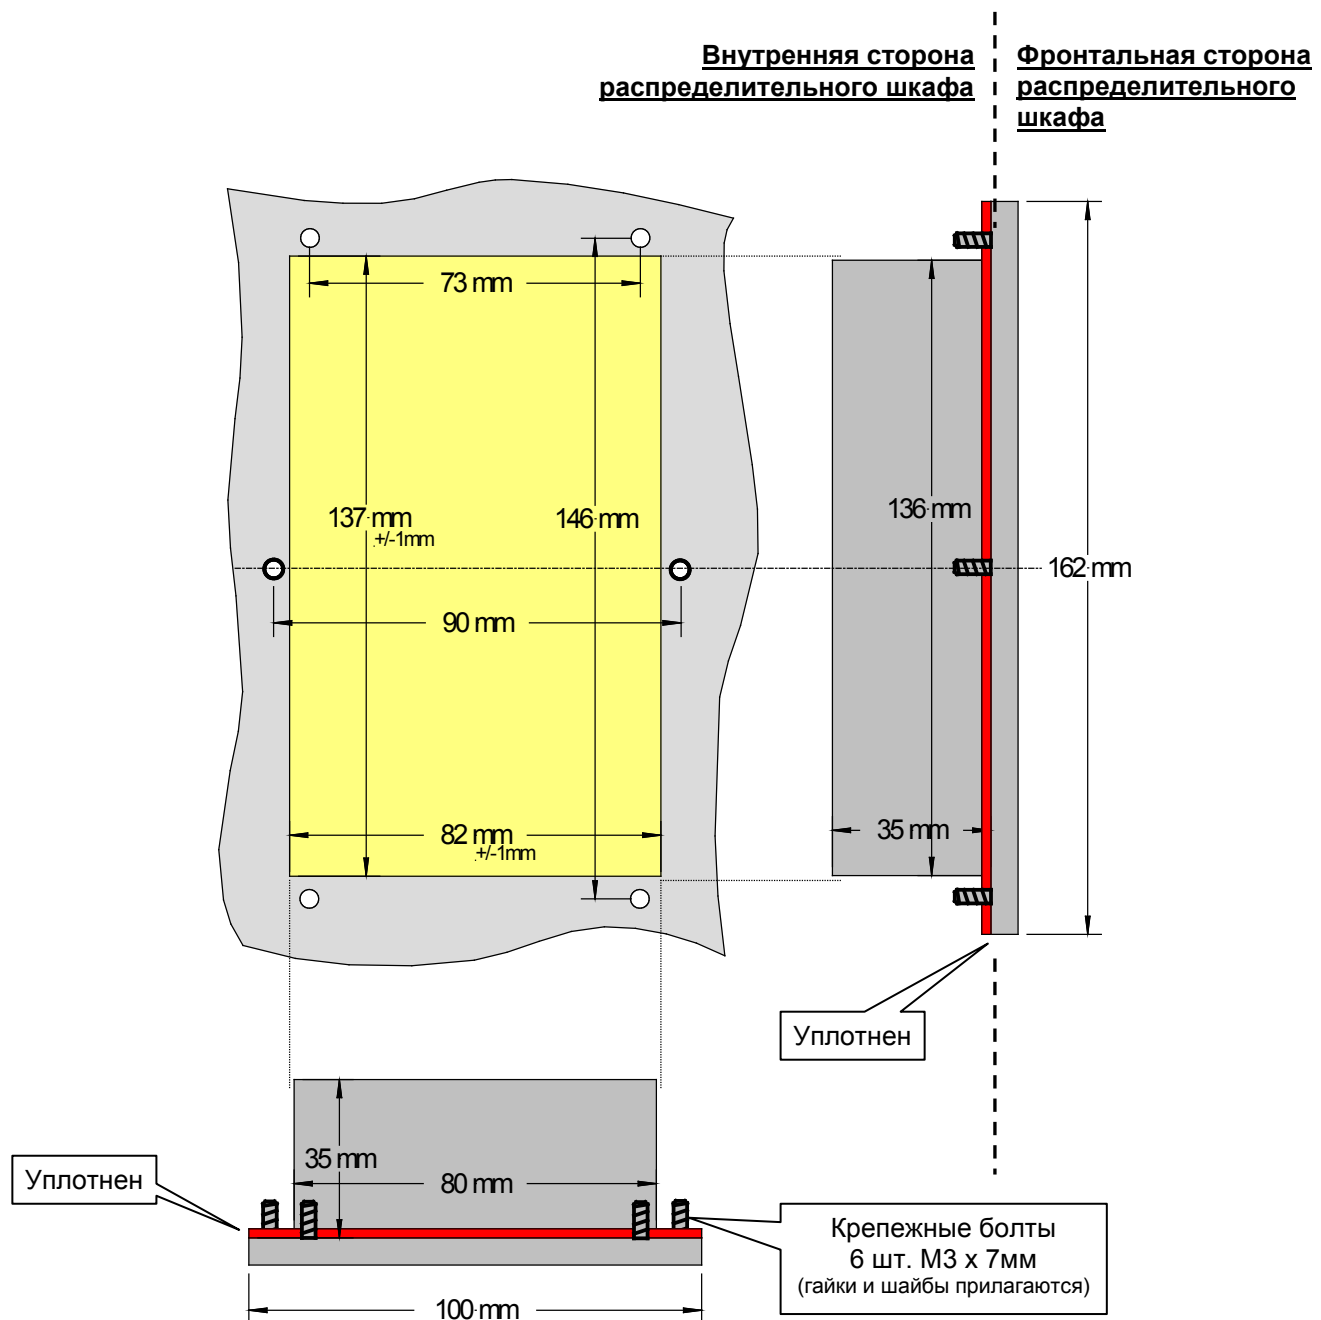 Внутренняя сторона
распределительного шкафа
Фронтальная сторона
распределительного
шкафа
73 mm
137 mm
+/-1mm
146 mm
136 mm
162 mm
90 mm
82 mm
+/-1mm
35 mm
Уплотнен
35 mm
80 mm
Уплотнен
Крепежные болты
6 шт. М3 х 7мм
(гайки и шайбы прилагаются)
100 mm